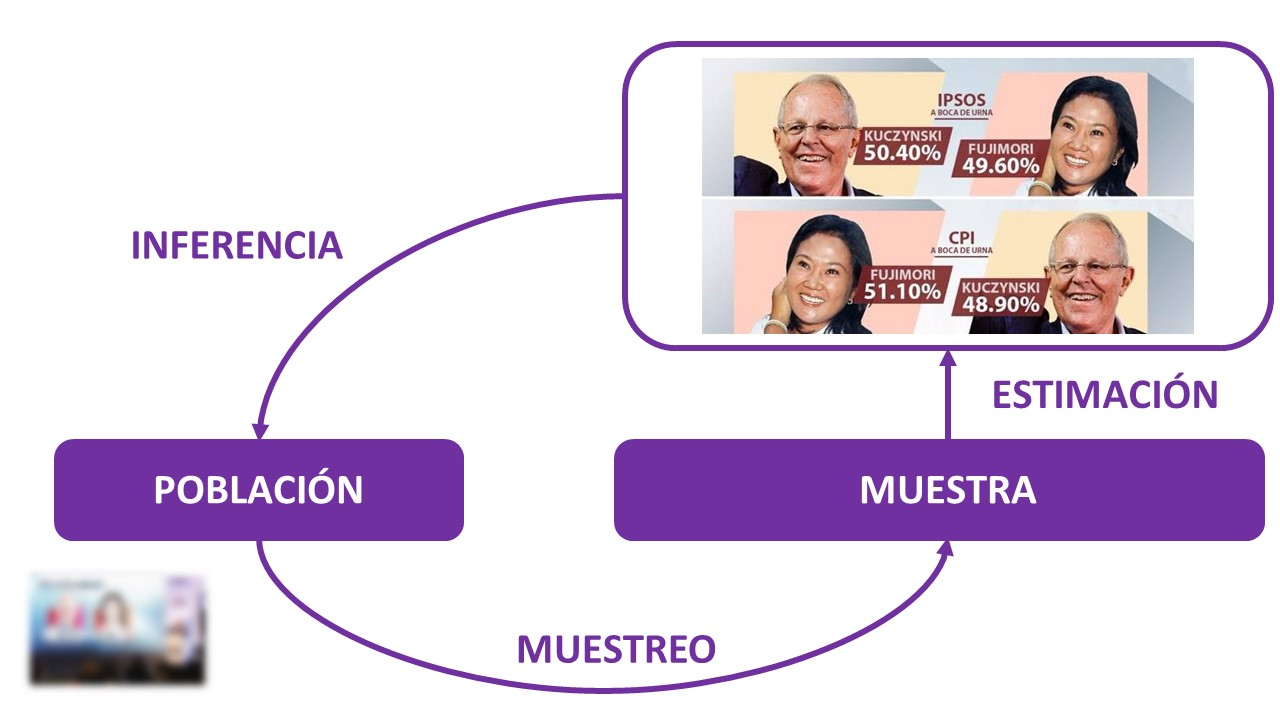 IPSOS
A BOCA DE URNA
KUCZYNSKI
50.40%
FUJIMORI
49.60%
CPI
A BOCA DE URNA
FUJIMORI
51.10%
KUCZYNSKI
48.90%
INFERENCIA
ESTIMACIÓN
POBLACIÓN
MUESTRA
MUESTREO